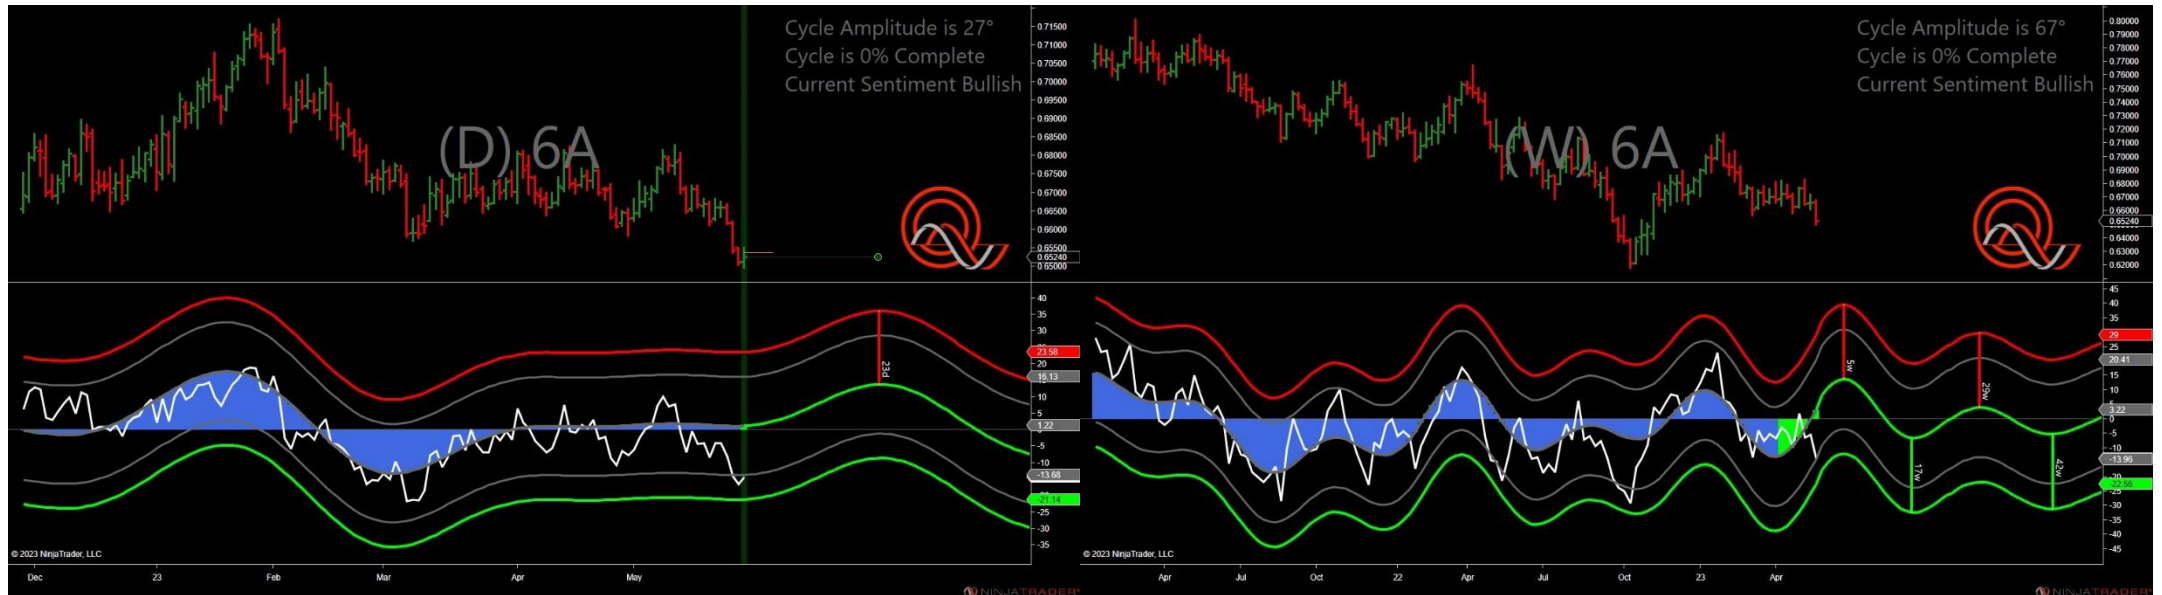 Cycle Amplitude is 27°
Cycle is 0% Complete
Current Sentiment Bullish
(D) 6A
0.71500
0.71000
0.70500
0.70000
0.69500
0.69000
0.68500
0.68000
0.67500
0.67000
0.66500
0.66000
0.65500
0.65240
0.65000
40
35
30
23.58
20
16.13
10
5
1.22
-5
-10
-13.68
-21.14
-25
-30
-35
23d
© 2023 NinjaTrader, LLC
Dec
23
Feb
Mar
Apr
May
NINJATRADER
Cycle Amplitude is 67°
Cycle is 0% Complete
Current Sentiment Bullish
(W) 6A
0.80000
0.79000
0.78000
0.77000
0.76000
0.75000
0.74000
0.73000
0.72000
0.71000
0.70000
0.69000
0.68000
0.67000
0.66000
0.65240
0.64000
0.63000
0.62000
45
40
35
29
25
20.41
15
10
5
3.22
0
-5
-10
-13.96
-20
-22.56
-25
-30
-35
-40
-45
5w
17w
29w
42w
© 2023 NinjaTrader, LLC
Apr
Jul
Oct
22
Apr
Jul
Oct
23
Apr
NINJATRADER